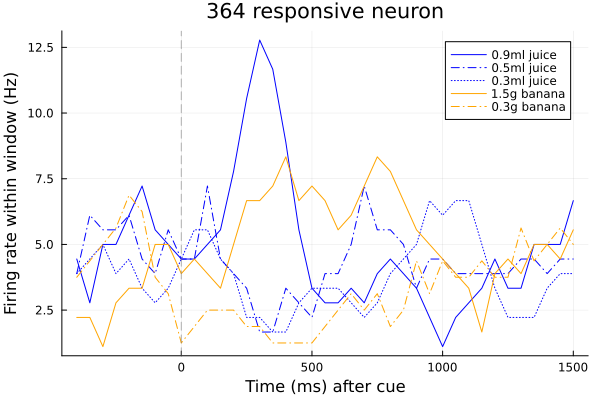 364 responsive neuron
Firing rate within window (Hz)
12.5
10.0
7.5
5.0
2.5
0.9ml juice
0.5ml juice
0.3ml juice
1.5g banana
0.3g banana
0
500
1000
1500
Time (ms) after cue